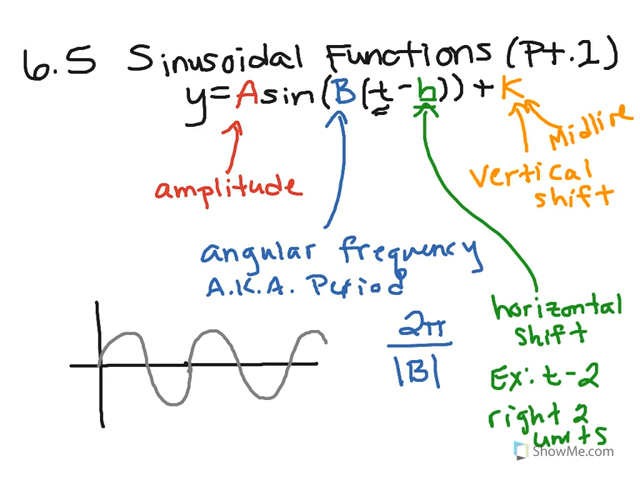 6.5 Sinusoidal Functions (Pt.1)
y=Asin(B(t-h))+K
amplitude
Midline
vertical
shift
angular frequency
A.K.A. Period
2π
|B|
horizontal
shift
Ex: t-2
right 2
units
ShowMe.com